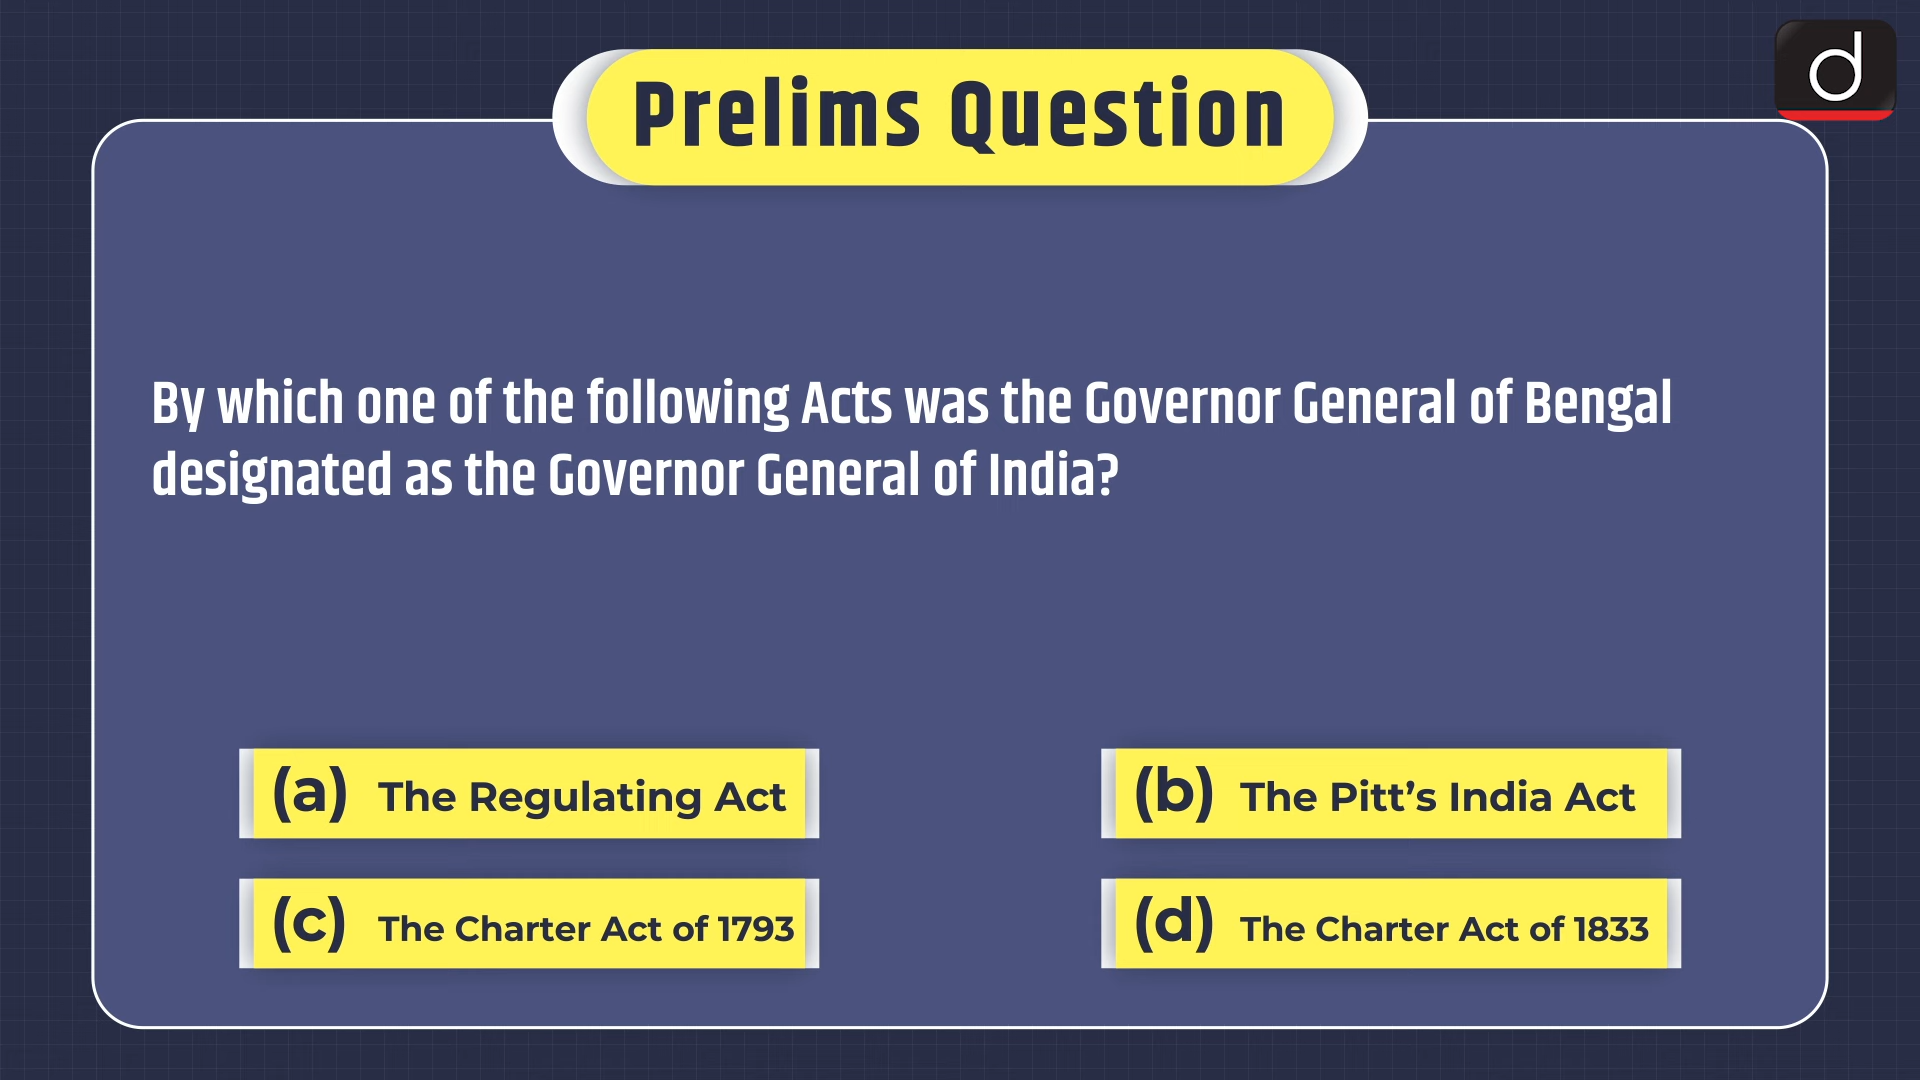 Prelims Question
d
By which one of the following Acts was the Governor General of Bengal
designated as the Governor General of India?
(a) The Regulating Act
(b) The Pitt’s India Act
(c) The Charter Act of 1793
(d) The Charter Act of 1833